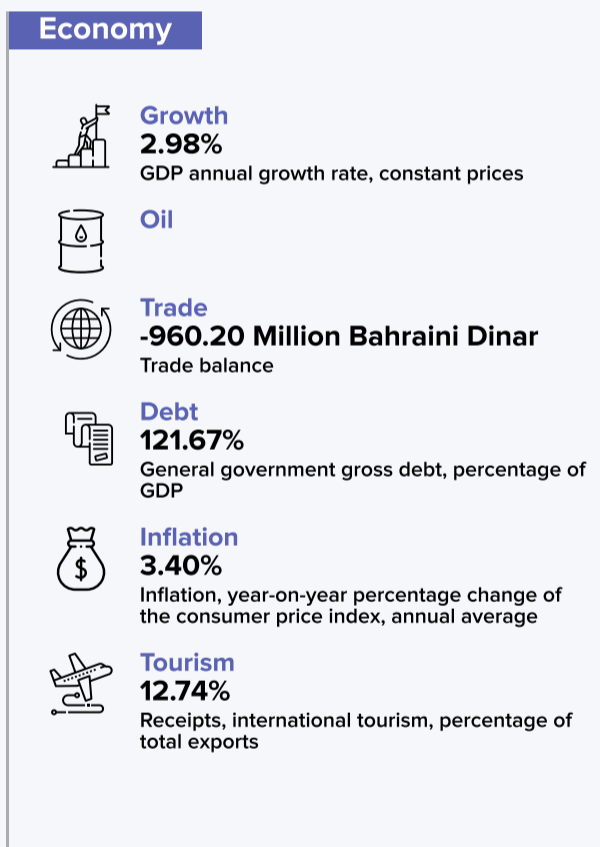 Economy
Growth
2.98%
GDP annual growth rate, constant prices
Oil
Trade
-960.20 Million Bahraini Dinar
Trade balance
Debt
121.67%
General government gross debt, percentage of
GDP
Inflation
3.40%
Inflation, year-on-year percentage change of
the consumer price index, annual average
Tourism
12.74%
Receipts, international tourism, percentage of
total exports